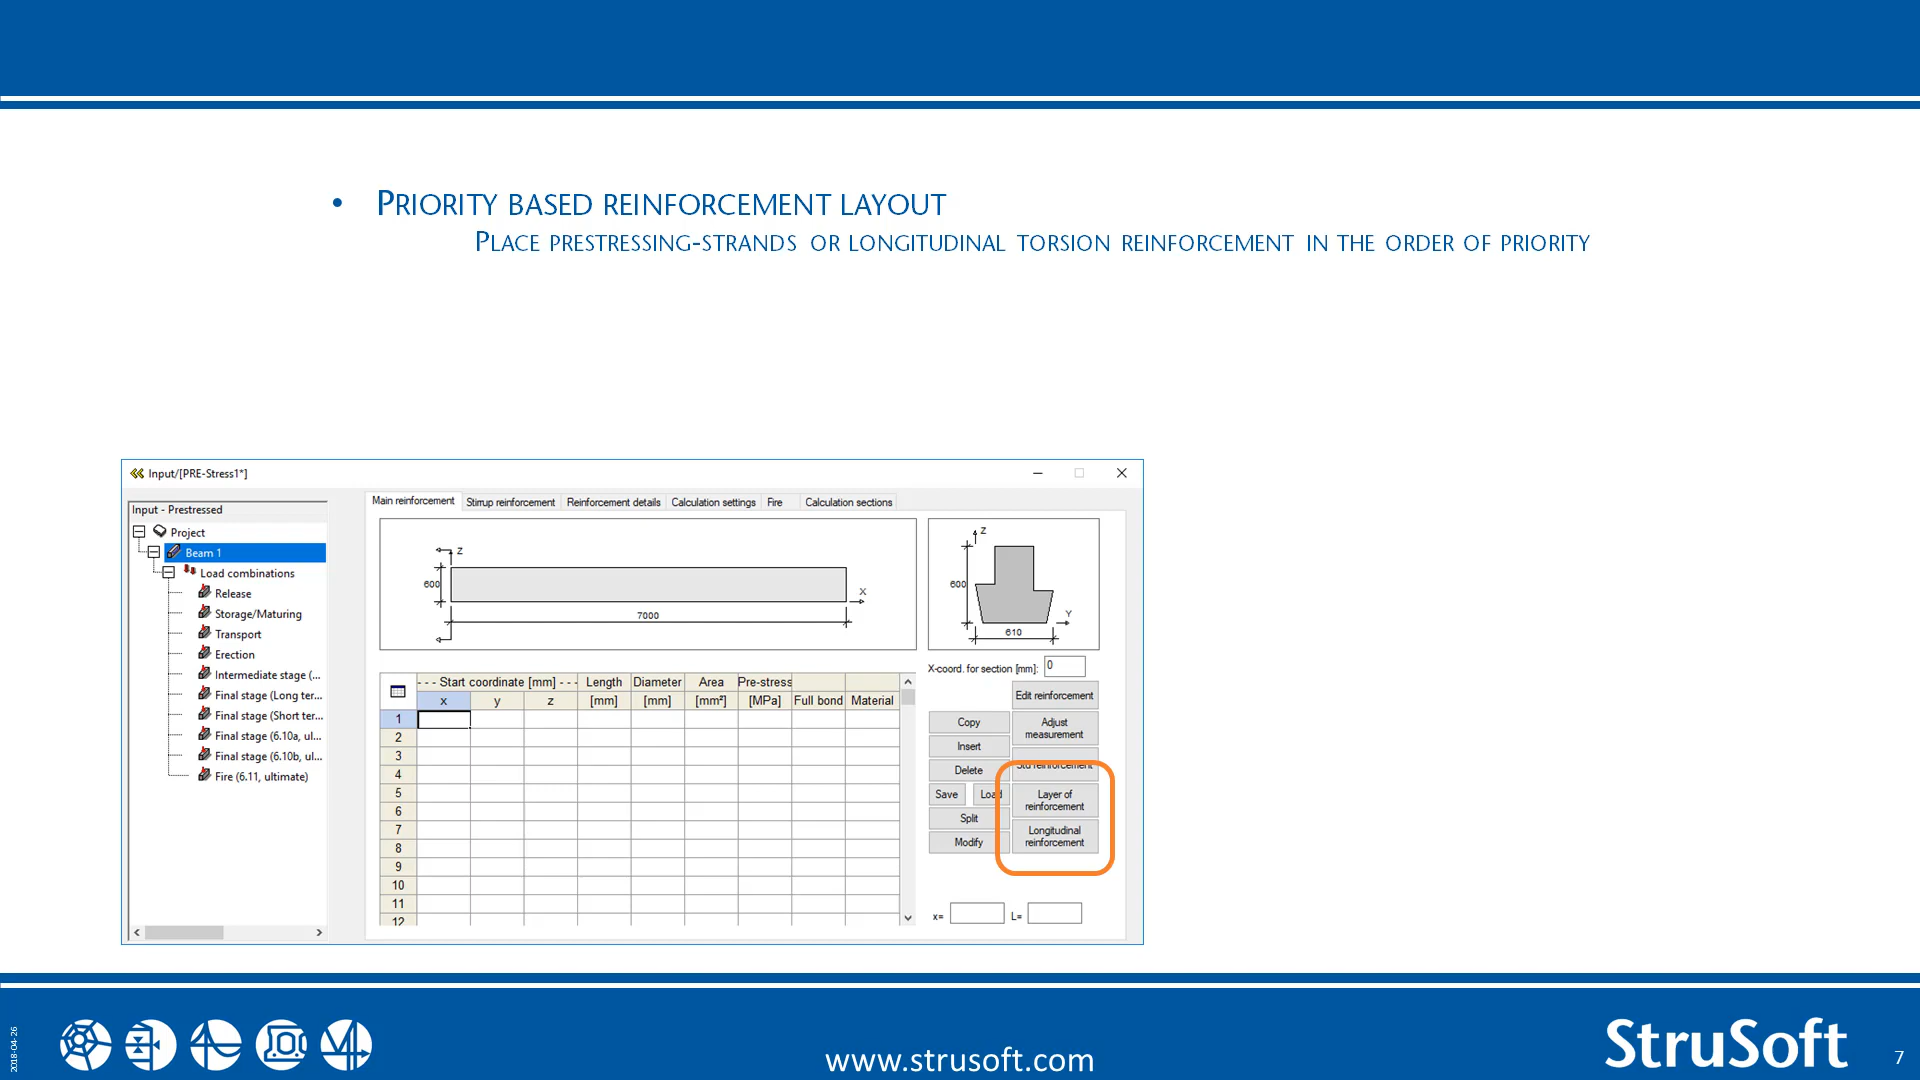 • Priority based reinforcement layout
Place prestressing-strands or longitudinal torsion reinforcement in the order of priority
Input/[PRE-Stress1*]
Input - Prestressed
Project
Beam 1
Load combinations
Release
Storage/Maturing
Transport
Erection
Intermediate stage (...
Final stage (Long ter...
Final stage (Short ter...
Final stage (6.10a, ul...
Final stage (6.10b, ul...
Fire (6.11, ultimate)
Main reinforcement Stirrup reinforcement Reinforcement details Calculation settings Fire Calculation sections
Z
600
X
7000
Z
600
Y
610
X-coord. for section [mm]: 0
- - - Start coordinate [mm] - - - Length Diameter Area Pre-stress
x y z [mm] [mm] [mm²] [MPa] Full bond Material
1
2
3
4
5
6
7
8
9
10
11
12
Edit reinforcement
Copy
Adjust
measurement
Insert
Delete
Std reinforcement
Save Load
Layer of
reinforcement
Split
Longitudinal
reinforcement
Modify
x= L=
2018-04-26
www.strusoft.com
StruSoft
7